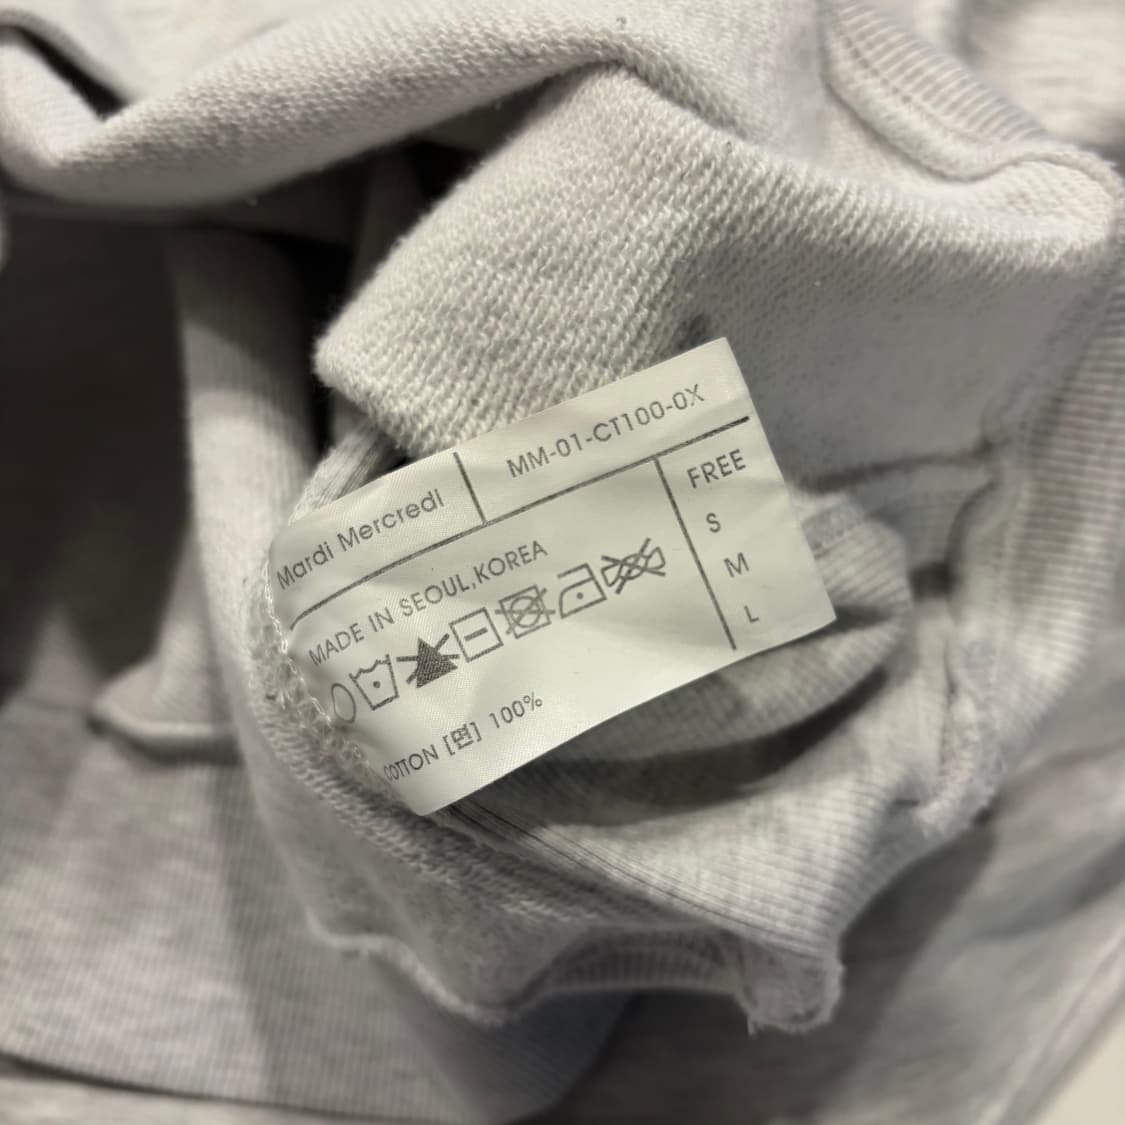 Mardi Mercredi
MM-01-CT100-0X
MADE IN SEOUL,KOREA
COTTON [면] 100%
FREE
S
M
L